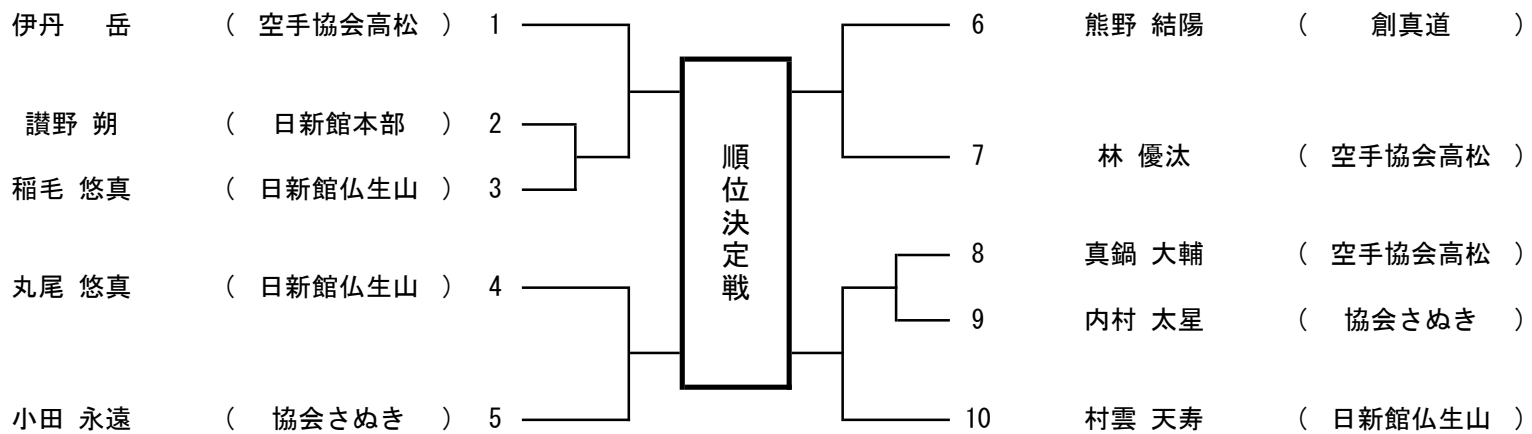 伊丹 岳 ( 空手協会高松 ) 1
讃野 朔 ( 日新館本部 ) 2
稲毛 悠真 ( 日新館仏生山 ) 3
丸尾 悠真 ( 日新館仏生山 ) 4
小田 永遠 ( 協会さぬき ) 5
順位決定戦
6 熊野 結陽 ( 創真道 )
7 林 優汰 ( 空手協会高松 )
8 真鍋 大輔 ( 空手協会高松 )
9 内村 太星 ( 協会さぬき )
10 村雲 天寿 ( 日新館仏生山 )